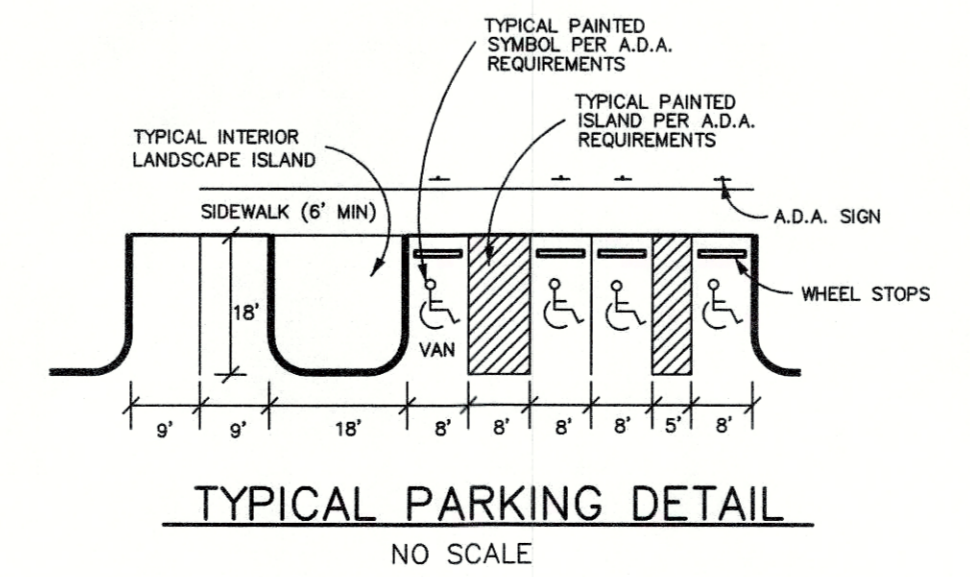 TYPICAL PAINTED
SYMBOL PER A.D.A.
REQUIREMENTS
TYPICAL PAINTED
ISLAND PER A.D.A.
REQUIREMENTS
TYPICAL INTERIOR
LANDSCAPE ISLAND
SIDEWALK (6' MIN)
A.D.A. SIGN
WHEEL STOPS
18'
VAN
9'
9'
18'
8'
8'
8'
8'
5'
8'
TYPICAL PARKING DETAIL
NO SCALE